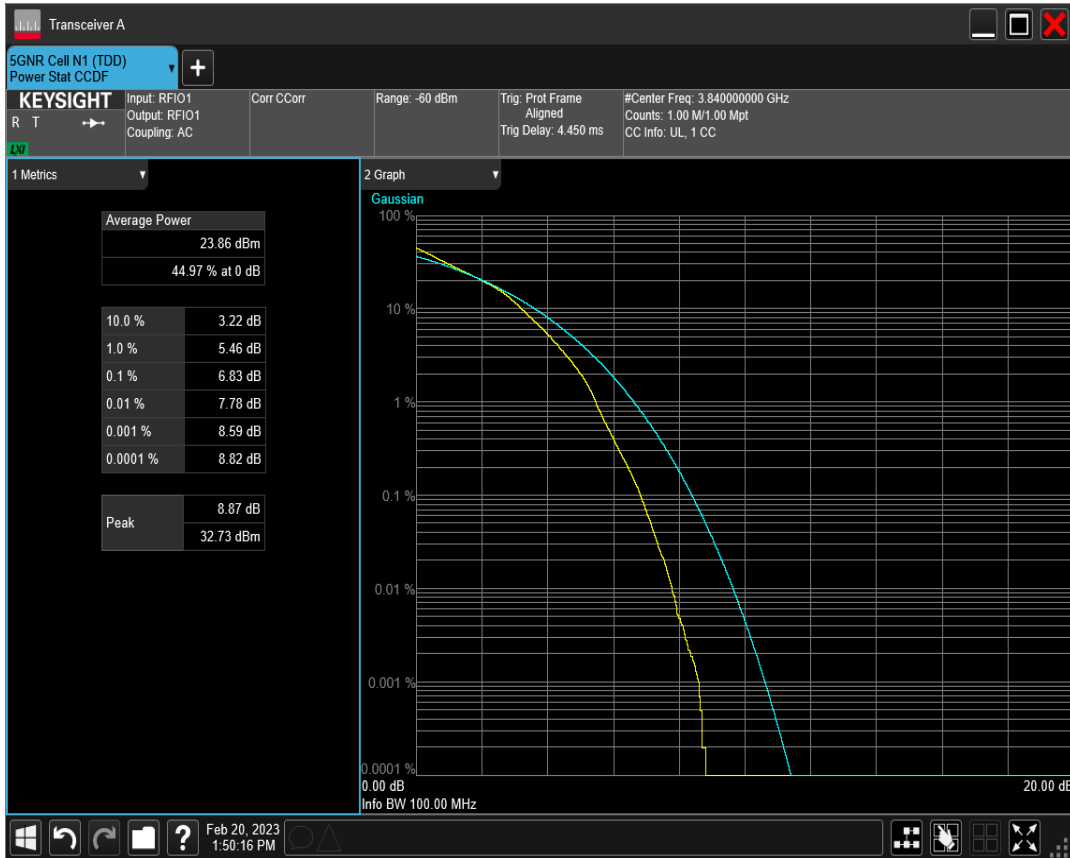 Transceiver A
5GNR Cell N1 (TDD)
Power Stat CCDF
+
KEYSIGHT
R T
LXI
Input: RFIO1
Output: RFIO1
Coupling: AC
Corr CCorr
Range: -60 dBm
Trig: Prot Frame
Aligned
Trig Delay: 4.450 ms
#Center Freq: 3.840000000 GHz
Counts: 1.00 M/1.00 Mpt
CC Info: UL, 1 CC
1 Metrics
Average Power
23.86 dBm
44.97 % at 0 dB
10.0 % 3.22 dB
1.0 % 5.46 dB
0.1 % 6.83 dB
0.01 % 7.78 dB
0.001 % 8.59 dB
0.0001 % 8.82 dB
Peak 8.87 dB
32.73 dBm
2 Graph
Gaussian
100 %
10 %
1 %
0.1 %
0.01 %
0.001 %
0.0001 %
0.00 dB 20.00 dB
Info BW 100.00 MHz
? Feb 20, 2023
1:50:16 PM